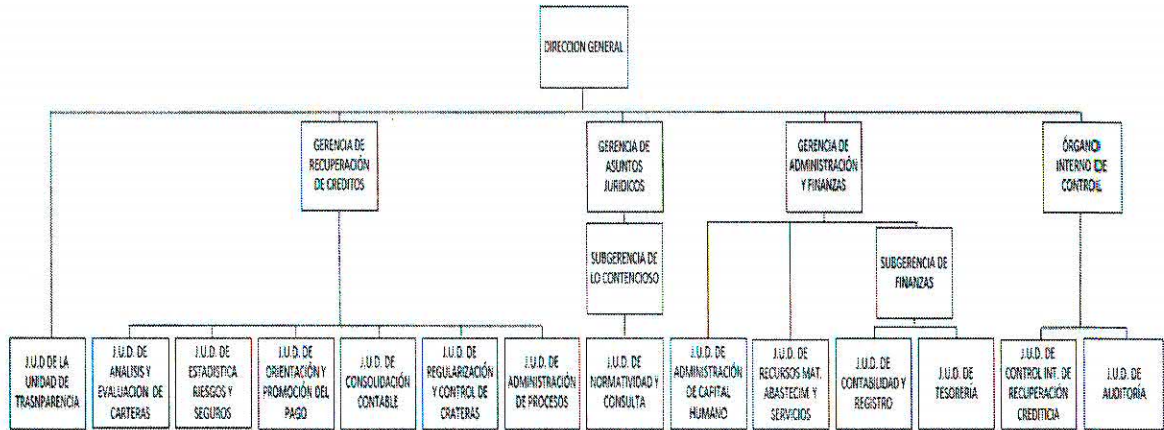 DIRECCION GENERAL
GERENCIA DE
RECUPERACIÓN
DE CREDITOS
GERENCIA DE
ASUNTOS
JURIDICOS
GERENCIA DE
ADMINISTRACIÓN
Y FINANZAS
ÓRGANO
INTERNO DE
CONTROL
SUBGERENCIA DE
LO CONTENCIOSO
SUBGERENCIA DE
FINANZAS
J.U.D DE LA
UNIDAD DE
TRASNPARENCIA
J.U.D. DE
ANALISIS Y
EVALUACION DE
CARTERAS
J.U.D. DE
ESTADISTICA
RIESGOS Y
SEGUROS
J.U.D. DE
ORIENTACIÓN Y
PROMOCIÓN DEL
PAGO
J.U.D. DE
CONSOLIDACIÓN
CONTABLE
J.U.D. DE
REGULARIZACIÓN
Y CONTROL DE
CRATERAS
J.U.D. DE
ADMINISTRACIÓN
DE PROCESOS
J.U.D. DE
NORMATIVIDAD Y
CONSULTA
J.U.D. DE
ADMINISTRACIÓN
DE CAPITAL
HUMANO
J.U.D. DE
RECURSOS MAT.
ABASTECIM Y
SERVICIOS
J.U.D. DE
CONTABILIDAD Y
REGISTRO
J.U.D. DE
TESORERIA
J.U.D. DE
CONTROL INT. DE
RECUPERACIÓN
CREDITICIA
J.U.D. DE
AUDITORÍA